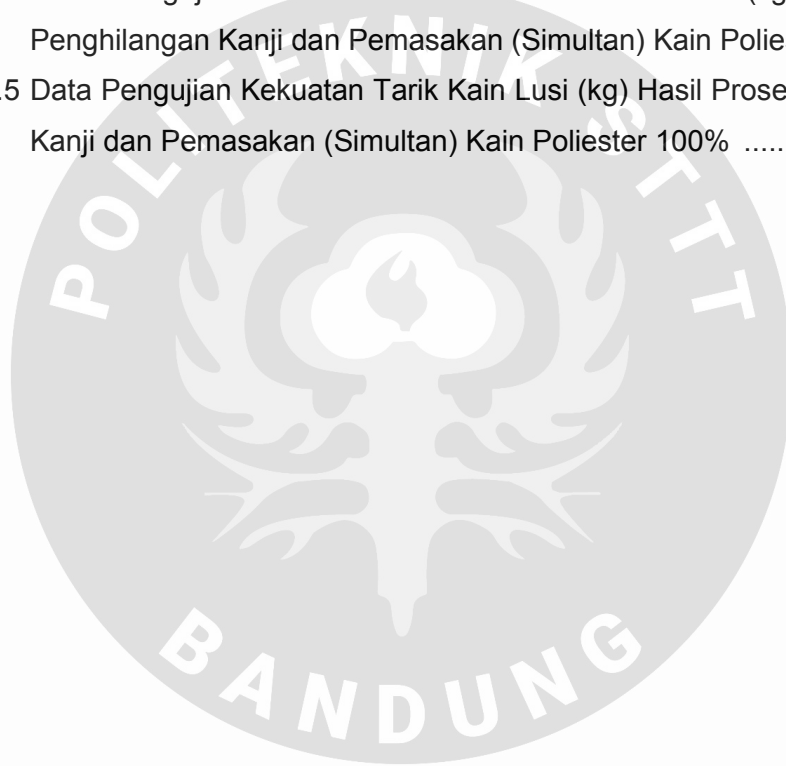 Penghilangan Kanji dan Pemasakan (Simultan) Kain Polies
.5 Data Pengujian Kekuatan Tarik Kain Lusi (kg) Hasil Prose
Kanji dan Pemasakan (Simultan) Kain Poliester 100% .....
POLITEKNIK STTT
BANDUNG